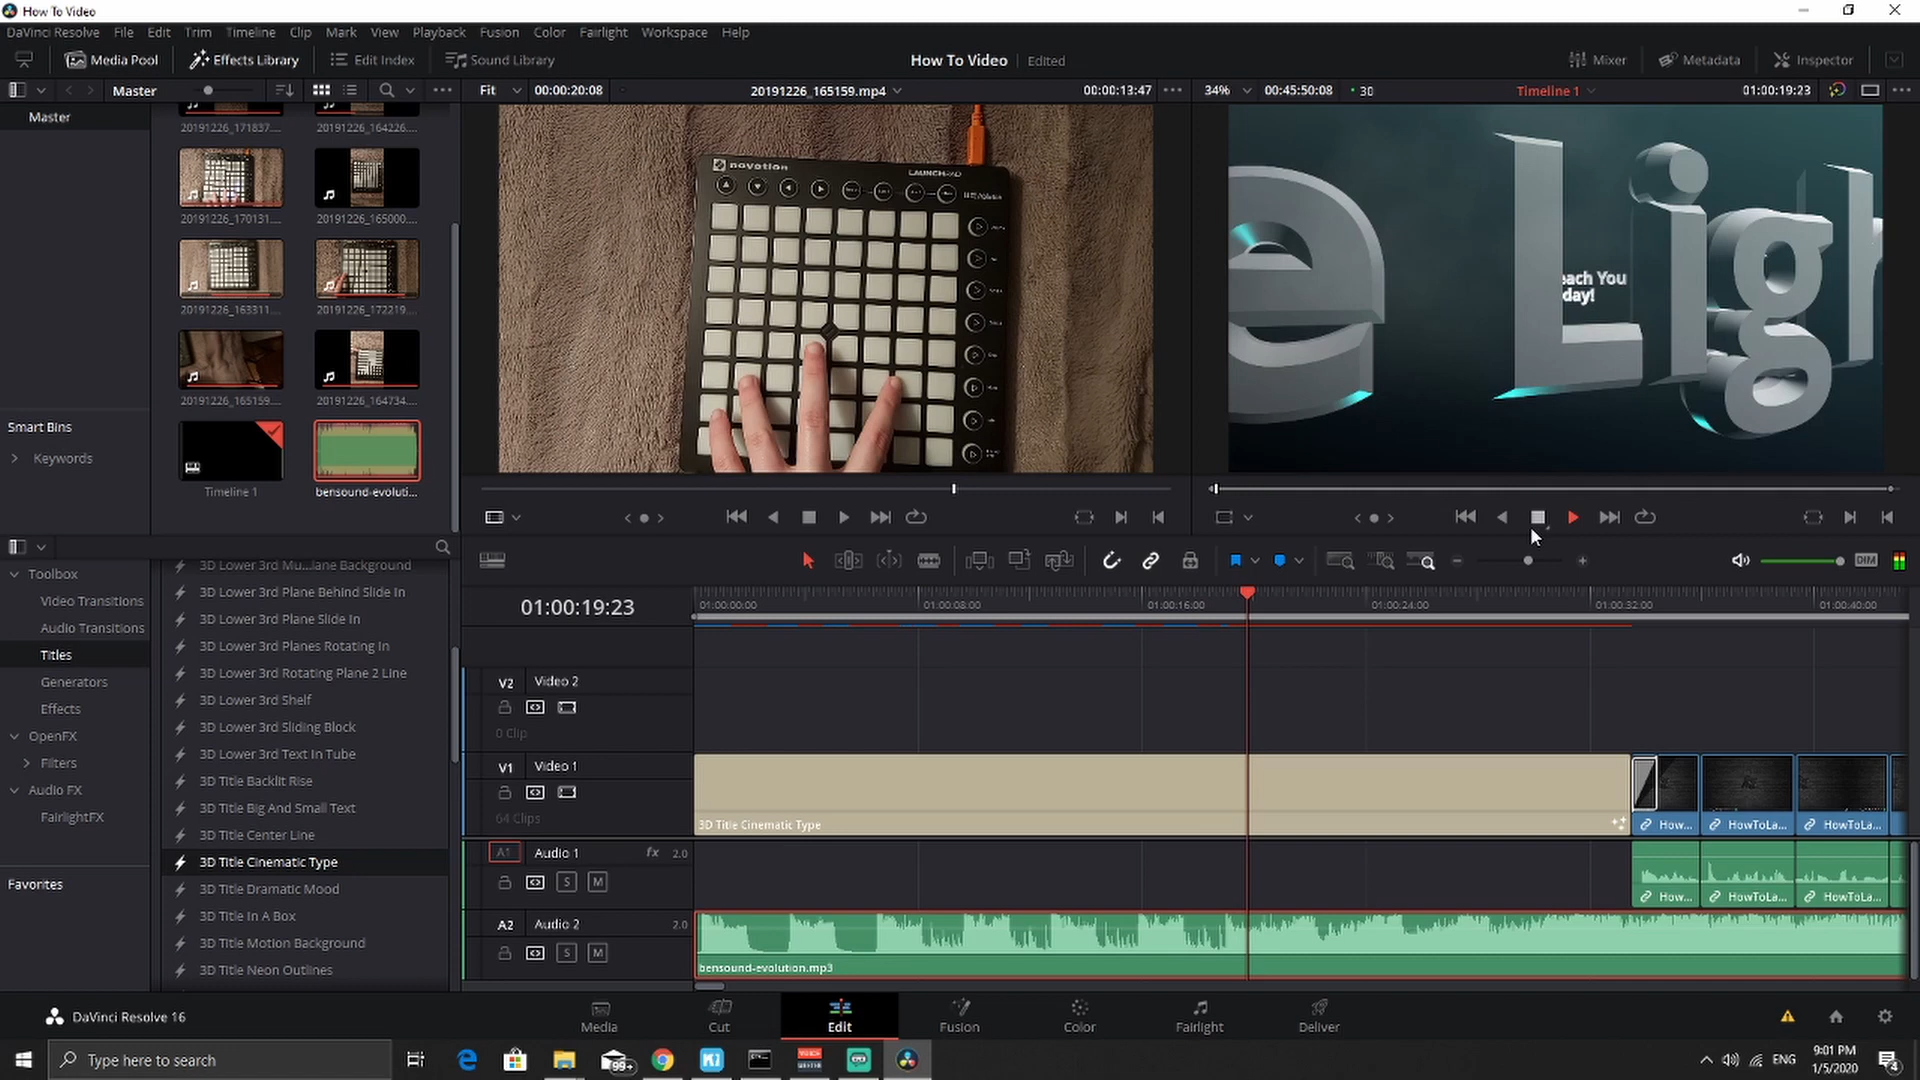 How To Video
DaVinci Resolve File Edit Trim Timeline Clip Mark View Playback Fusion Color Fairlight Workspace Help
Media Pool Effects Library Edit Index Sound Library How To Video Edited Mixer Metadata Inspector
Master Fit 00:00:20:08 20191226_165159.mp4 00:00:13:47 34% 00:45:50:08 30 Timeline 1 01:00:19:23
Master
20191226_171837.... 20191226_164226....
20191226_170131.... 20191226_165000....
20191226_163311.... 20191226_172219....
20191226_165159.... 20191226_164734....
Timeline 1 bensound-evoluti...
Smart Bins
Keywords
novation
LAUNCHPAD
e Ligh
each You
day!
Toolbox
Video Transitions
Audio Transitions
Titles
Generators
Effects
OpenFX
Filters
Audio FX
FairlightFX
Favorites
3D Lower 3rd Mu...lane Background
3D Lower 3rd Plane Behind Slide In
3D Lower 3rd Plane Slide In
3D Lower 3rd Planes Rotating In
3D Lower 3rd Rotating Plane 2 Line
3D Lower 3rd Shelf
3D Lower 3rd Sliding Block
3D Lower 3rd Text In Tube
3D Title Backlit Rise
3D Title Big And Small Text
3D Title Center Line
3D Title Cinematic Type
3D Title Dramatic Mood
3D Title In A Box
3D Title Motion Background
3D Title Neon Outlines
DIM
01:00:19:23 01:00:00:00 01:00:08:00 01:00:16:00 01:00:24:00 01:00:32:00 01:00:40:00
V2 Video 2
0 Clip
V1 Video 1
64 Clips
3D Title Cinematic Type How... HowToLa... HowToLa...
A1 Audio 1 fx 2.0
S M
How... HowToLa... HowToLa...
A2 Audio 2 2.0
S M
bensound-evolution.mp3
DaVinci Resolve 16 Media Cut Edit Fusion Color Fairlight Deliver
Type here to search 99+ ENG 9:01 PM
1/5/2020 4